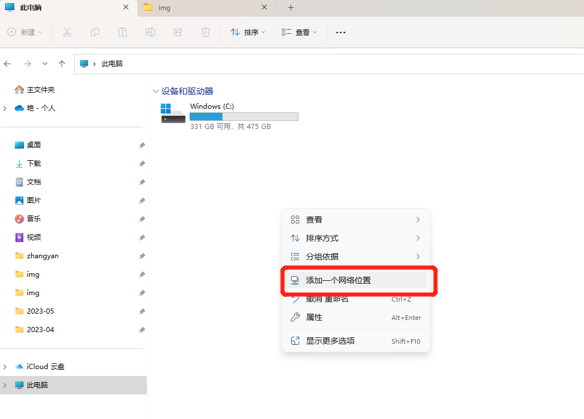 此电脑
img
新建
排序
查看
此电脑
主文件夹
艳 - 个人
桌面
下载
文档
图片
音乐
视频
zhangyan
img
img
2023-05
2023-04
iCloud 云盘
此电脑
设备和驱动器
Windows (C:)
331 GB 可用，共 475 GB
查看
排序方式
分组依据
添加一个网络位置
撤消 重命名 Ctrl+Z
属性 Alt+Enter
显示更多选项 Shift+F10